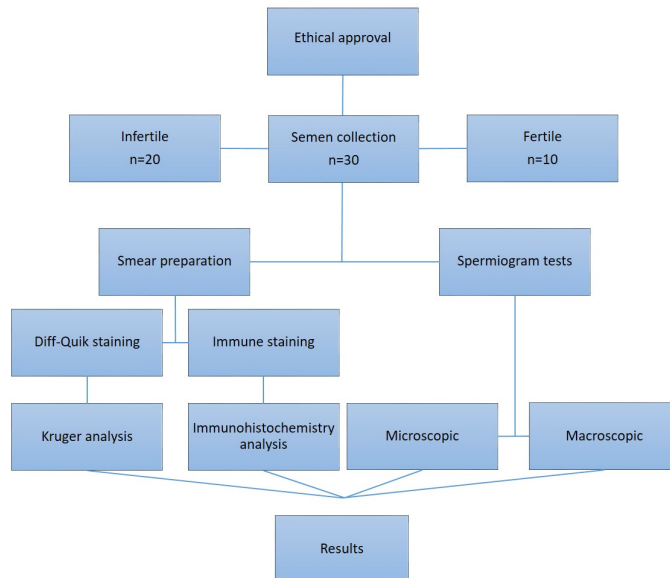 Ethical approval
Infertile
n=20
Semen collection
n=30
Fertile
n=10
Smear preparation
Spermiogram tests
Diff-Quik staining
Immune staining
Kruger analysis
Immunohistochemistry
analysis
Microscopic
Macroscopic
Results